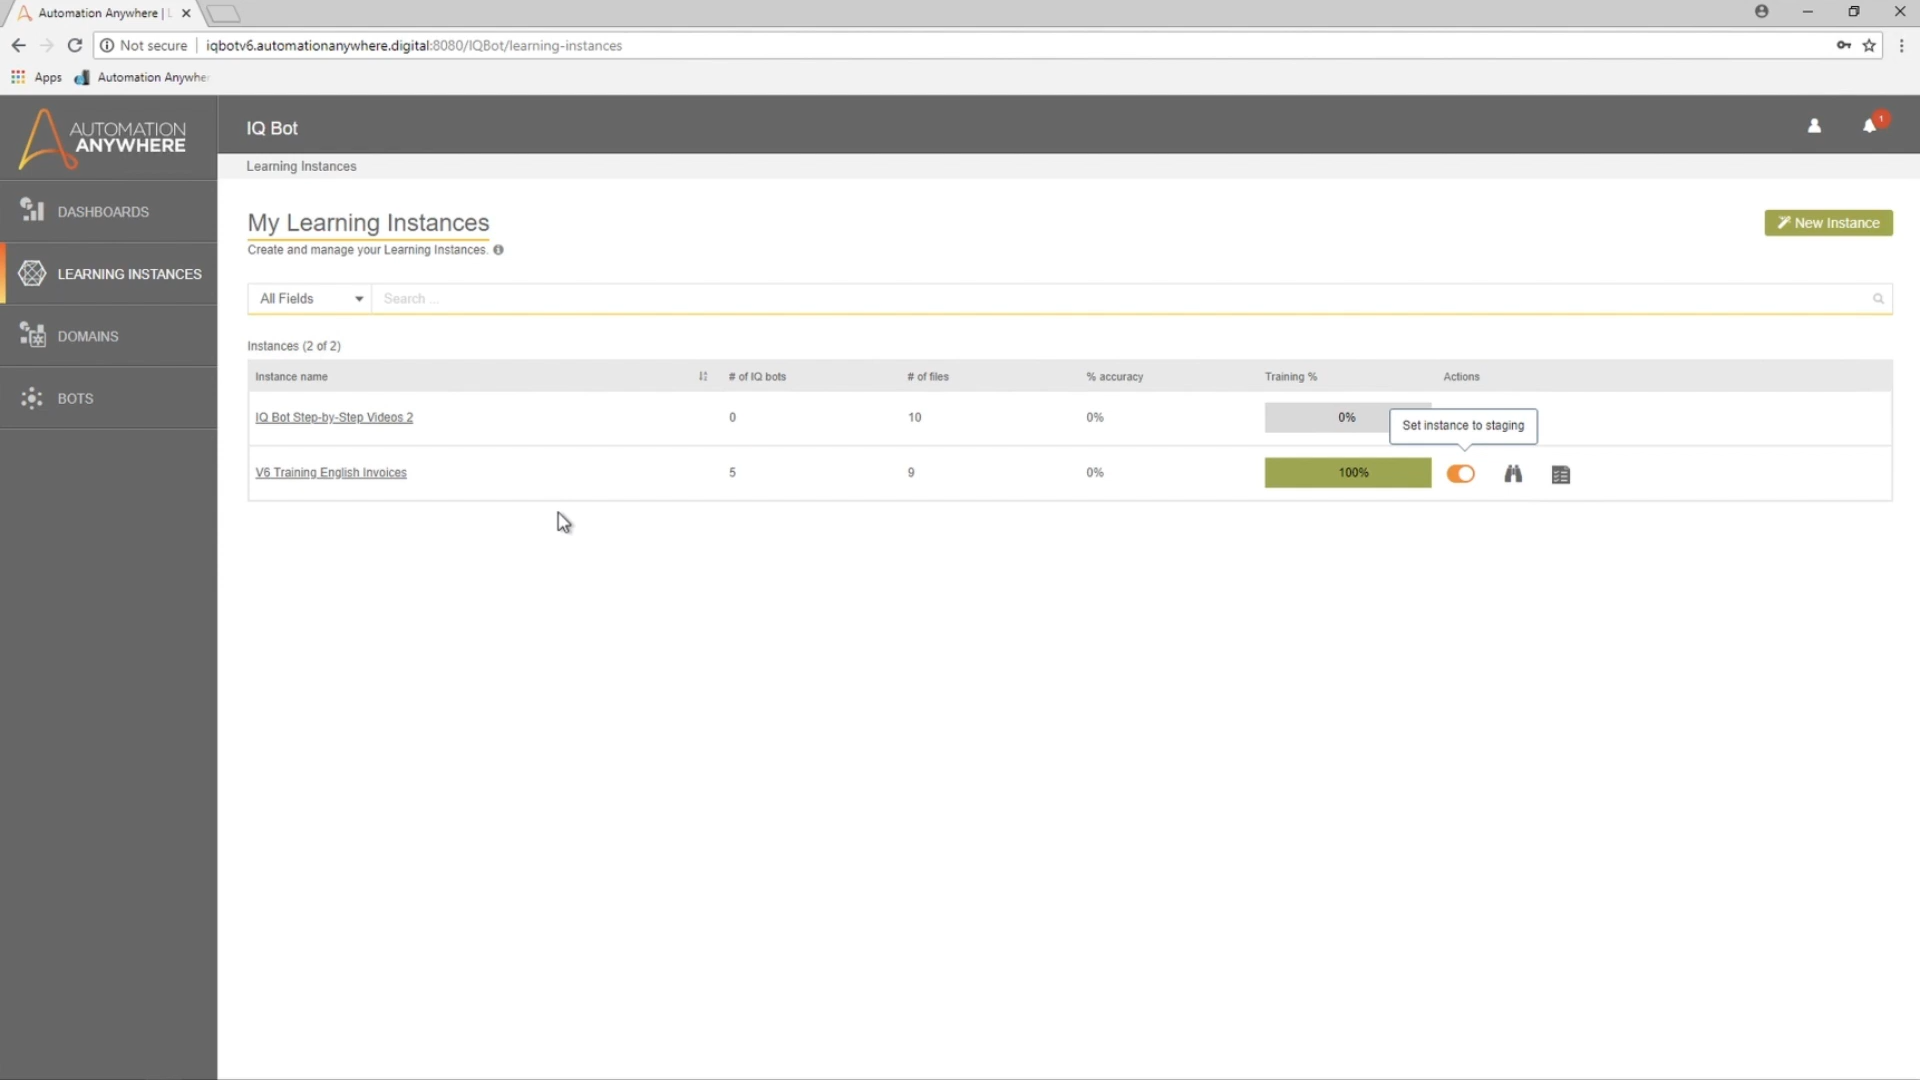 Automation Anywhere | L
Not secure | iqbotv6.automationanywhere.digital:8080/IQBot/learning-instances
Apps Automation Anywher
AUTOMATION
ANYWHERE
IQ Bot
1
Learning Instances
DASHBOARDS
LEARNING INSTANCES
DOMAINS
BOTS
My Learning Instances
New Instance
Create and manage your Learning Instances.
All Fields Search ...
Instances (2 of 2)
Instance name # of IQ bots # of files % accuracy Training % Actions
IQ Bot Step-by-Step Videos 2 0 10 0% 0%
Set instance to staging
V6 Training English Invoices 5 9 0% 100%